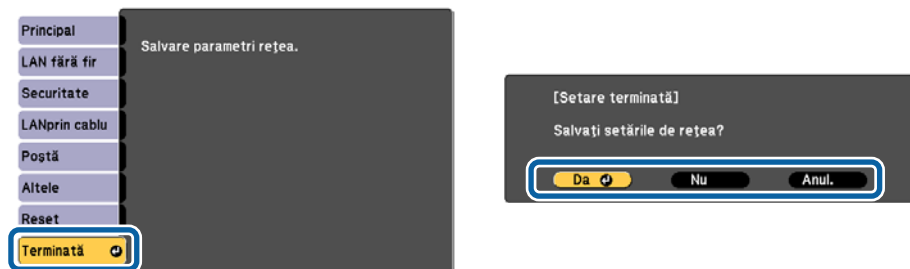 Principal
Salvare parametri reţea.
LAN fără fir
Securitate
LANprin cablu
Poştă
Altele
Reset
Terminată
[Setare terminată]
Salvaţi setările de reţea?
Da Nu Anul.